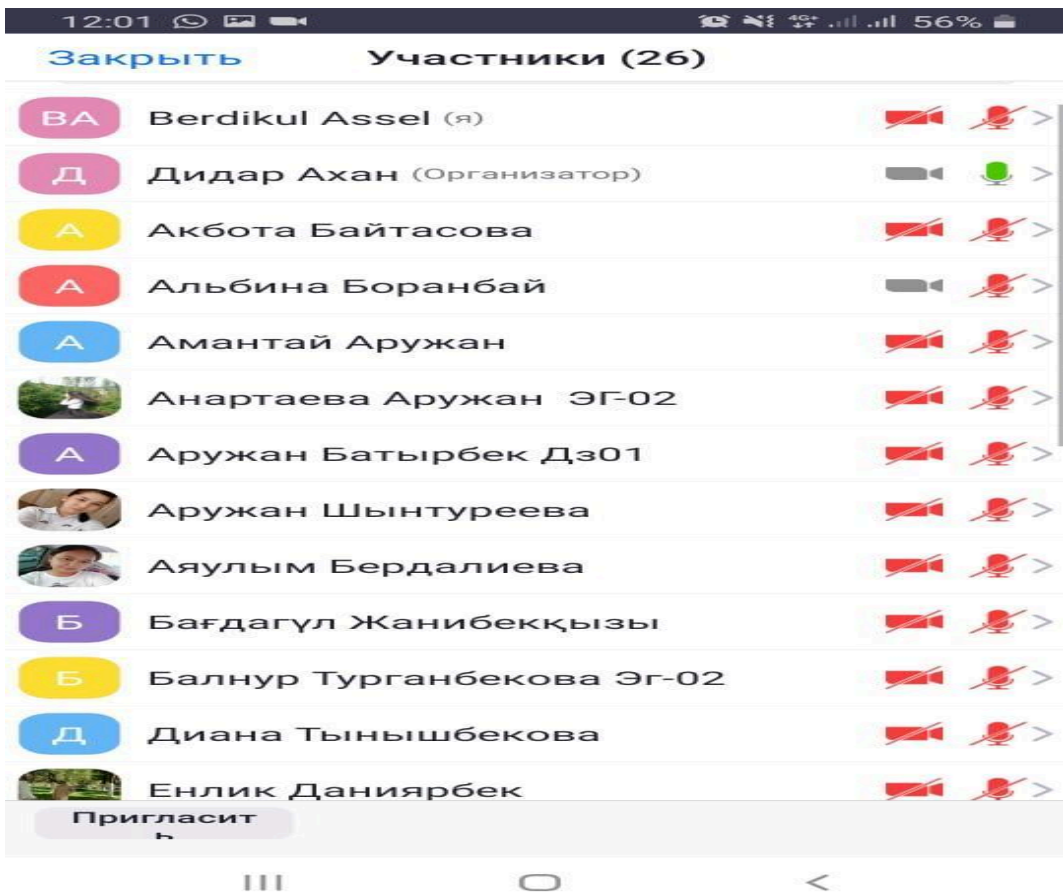 12:01 4G+ 56%
Закрыть Участники (26)
BA Berdikul Assel (я)
Д Дидар Ахан (Организатор)
А Акбота Байтасова
А Альбина Боранбай
А Амантай Аружан
Анартаева Аружан ЭГ-02
А Аружан Батырбек Дз01
Аружан Шынтуреева
Аяулым Бердалиева
Б Бағдагүл Жанибекқызы
Б Балнур Турганбекова Эг-02
Д Диана Тынышбекова
Енлик Даниярбек
Пригласит
ь